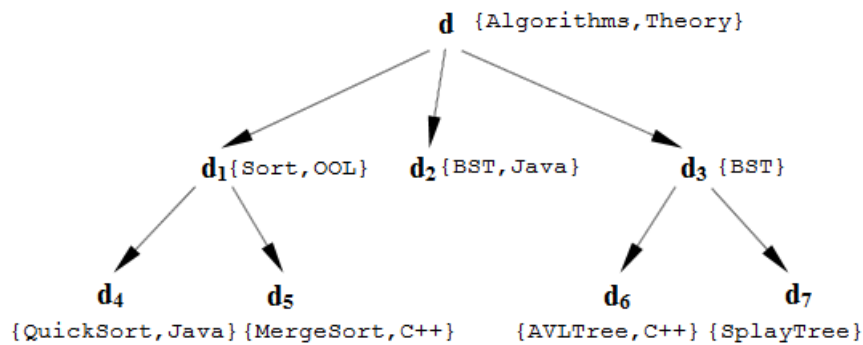 d {Algorithms,Theory}
d₁{Sort,OOL} d₂{BST,Java} d₃ {BST}
d₄ d₅ d₆ d₇
{QuickSort,Java} {MergeSort,C++} {AVLTree,C++} {SplayTree}